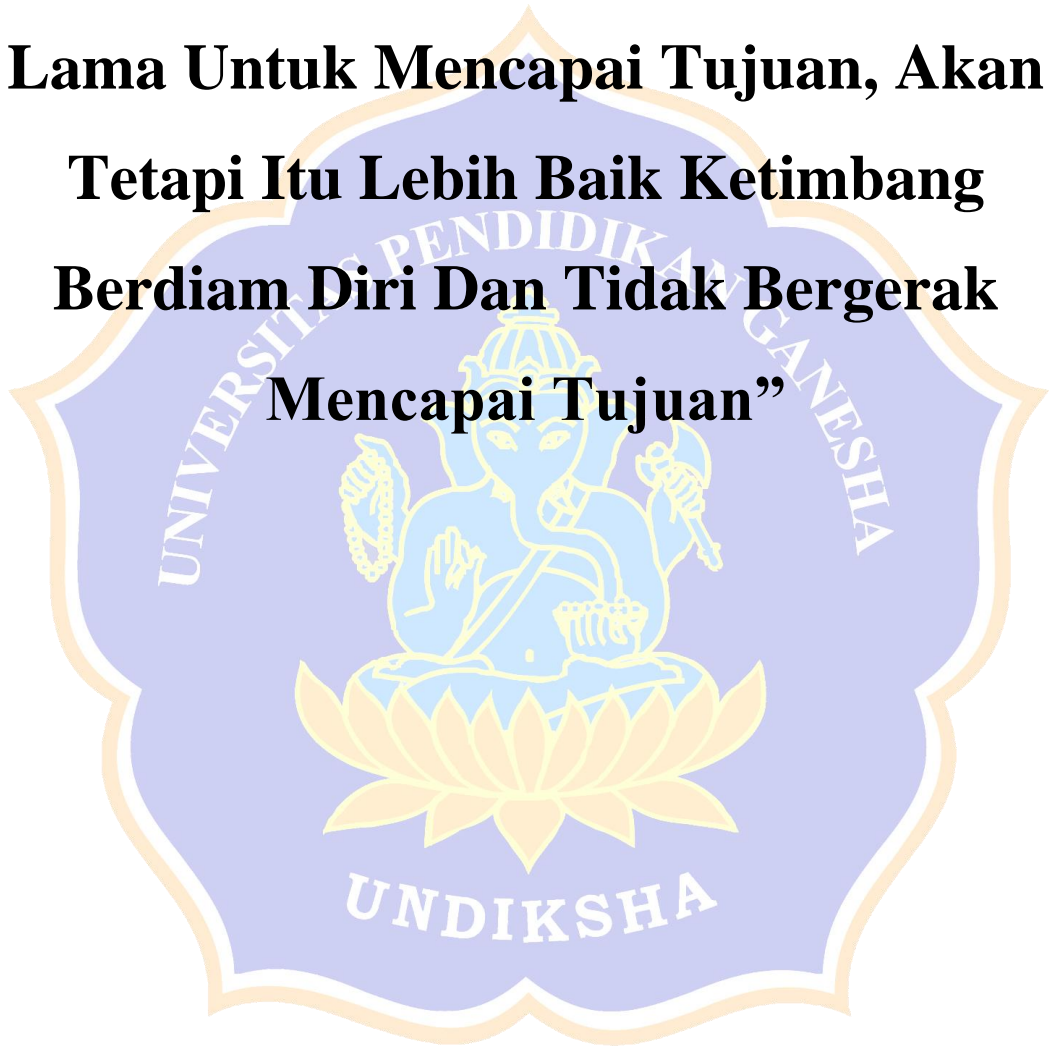 Lama Untuk Mencapai Tujuan, Akan
Tetapi Itu Lebih Baik Ketimbang
Berdiam Diri Dan Tidak Bergerak
Mencapai Tujuan”
UNIVERSITAS PENDIDIKAN GANESHA
UNDIKSHA